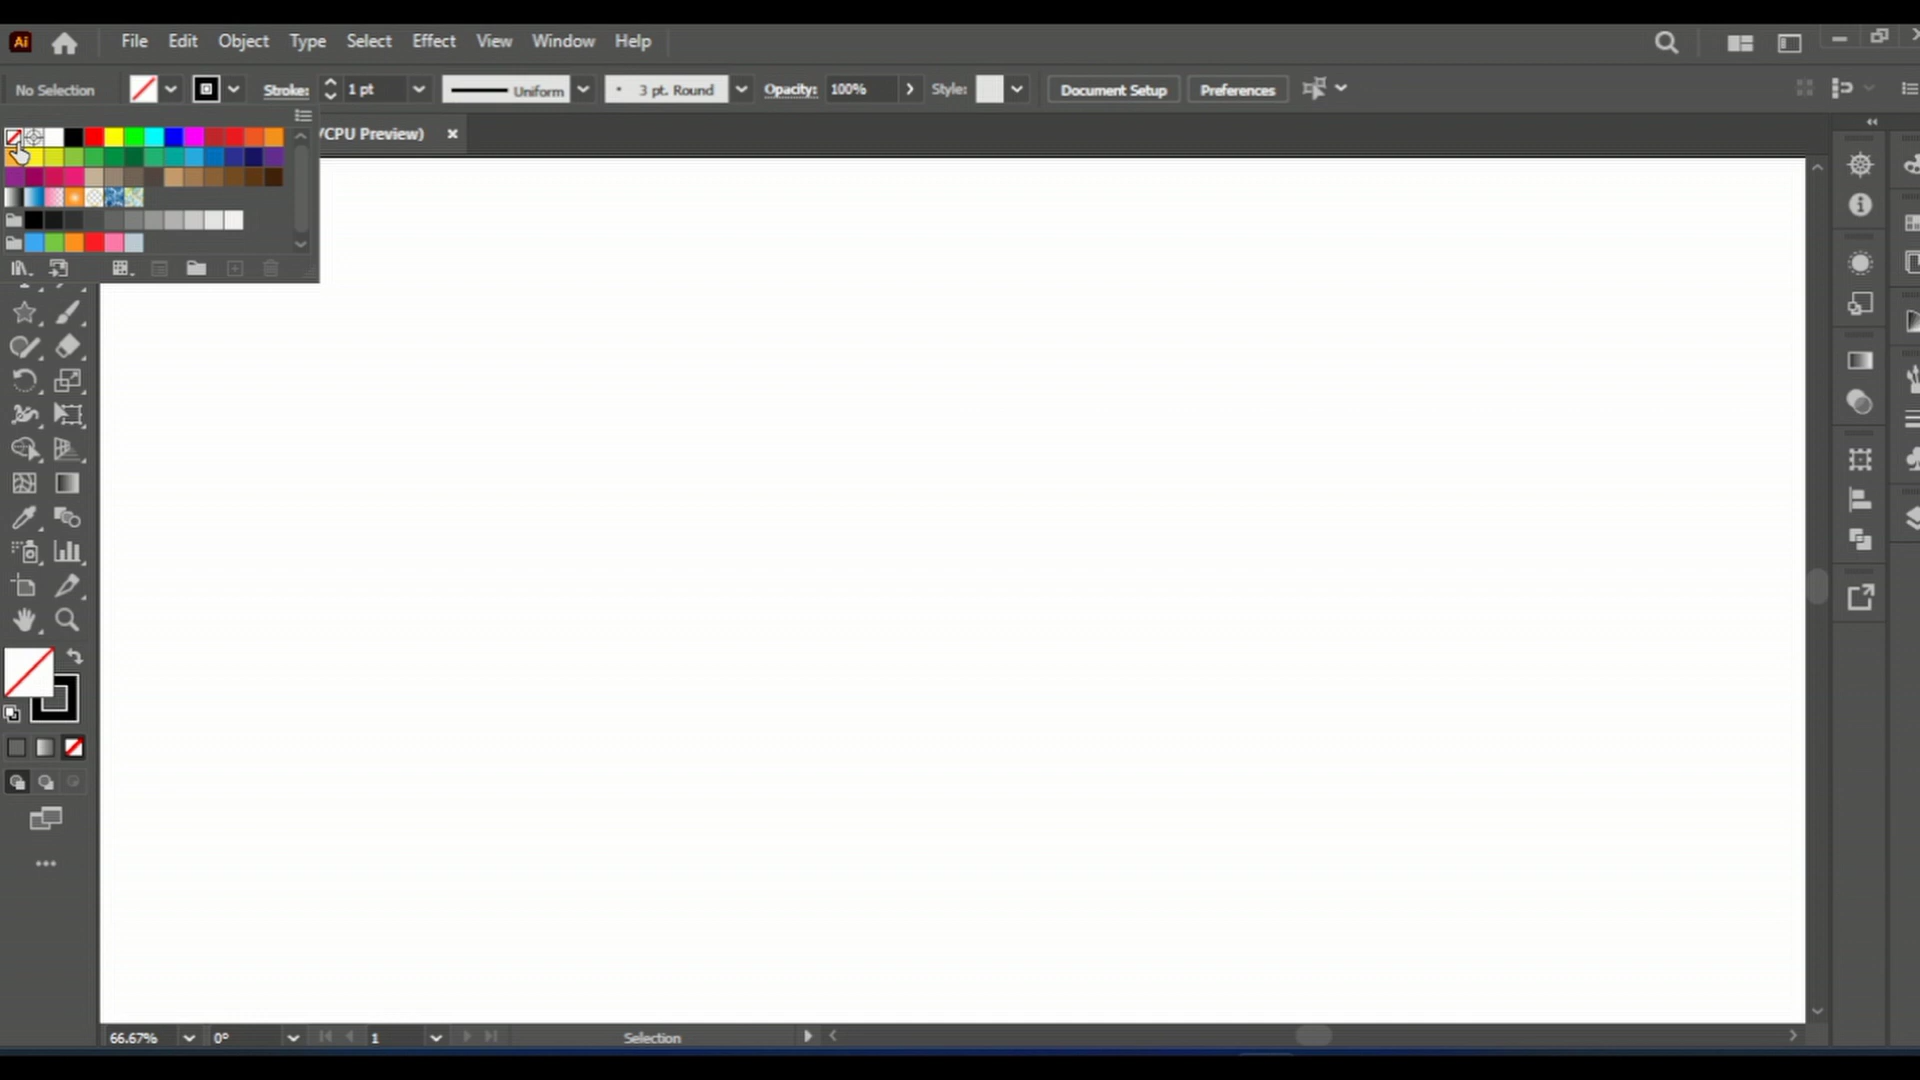 Ai File Edit Object Type Select Effect View Window Help
No Selection Stroke: 1 pt Uniform 3 pt. Round Opacity: 100% Style: Document Setup Preferences
/CPU Preview) ×
66.67% 0° 1 Selection